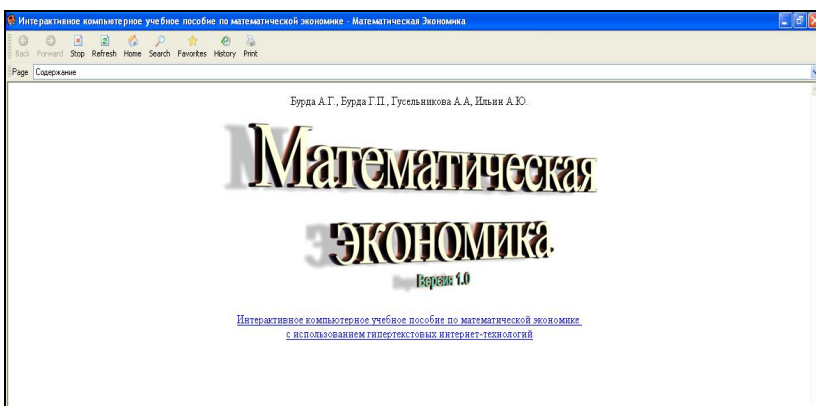 Интерактивное компьютерное учебное пособие по математической экономике - Математическая Экономика
Back Forward Stop Refresh Home Search Favorites History Print
Page Содержание
Бурда А.Г., Бурда Г.П., Гусельникова А.А, Ильин А.Ю.
Математическая
экономика
Версия 1.0
Интерактивное компьютерное учебное пособие по математической экономике
с использованием гипертекстовых интернет-технологий